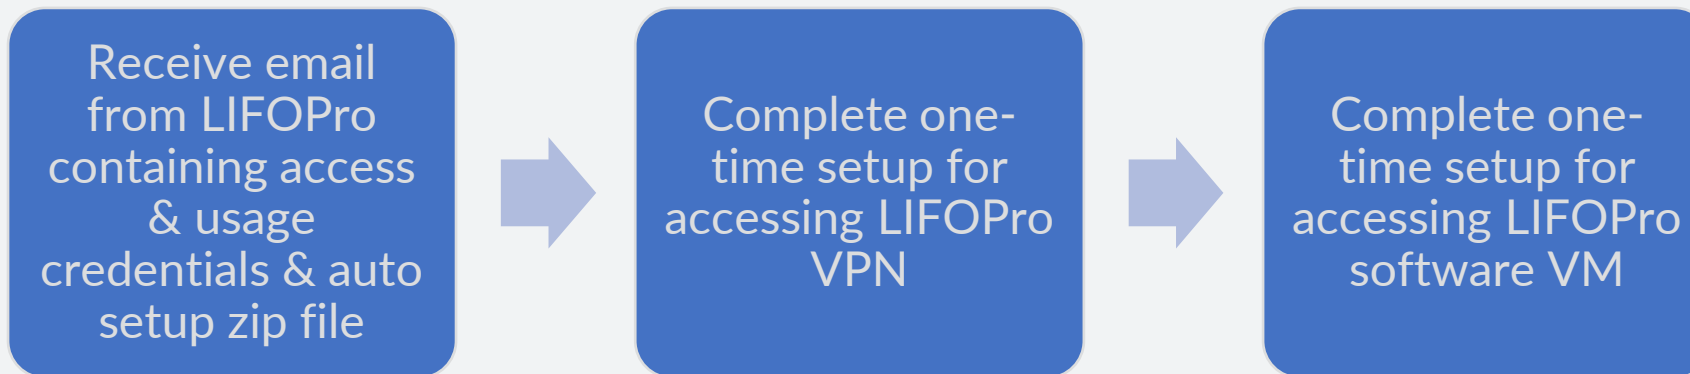 Receive email
from LIFOPro
containing access
& usage
credentials & auto
setup zip file
Complete one-
time setup for
accessing LIFOPro
VPN
Complete one-
time setup for
accessing LIFOPro
software VM